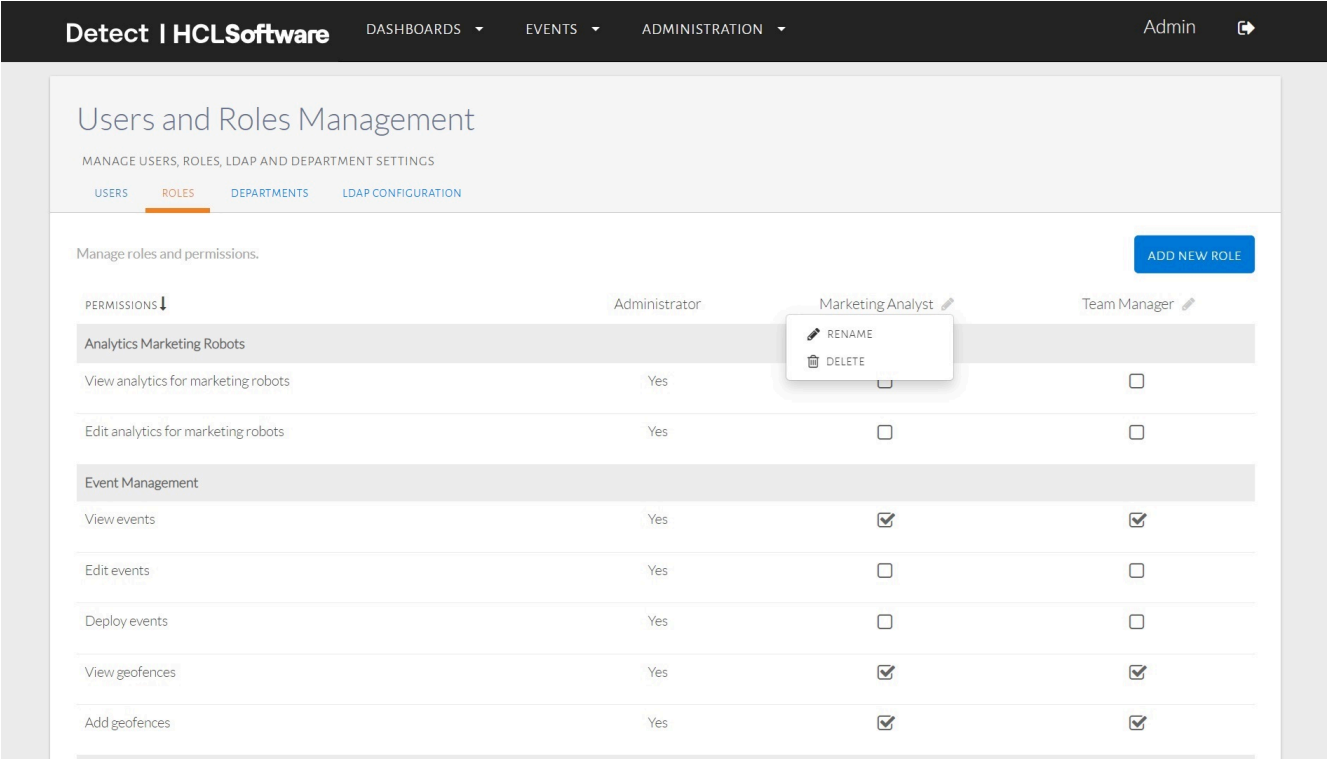 Detect | HCLSoftware DASHBOARDS EVENTS ADMINISTRATION Admin
Users and Roles Management
MANAGE USERS, ROLES, LDAP AND DEPARTMENT SETTINGS
USERS ROLES DEPARTMENTS LDAP CONFIGURATION
Manage roles and permissions. ADD NEW ROLE
PERMISSIONS Administrator Marketing Analyst Team Manager
RENAME
Analytics Marketing Robots
DELETE
View analytics for marketing robots Yes
Edit analytics for marketing robots Yes
Event Management
View events Yes
Edit events Yes
Deploy events Yes
View geofences Yes
Add geofences Yes